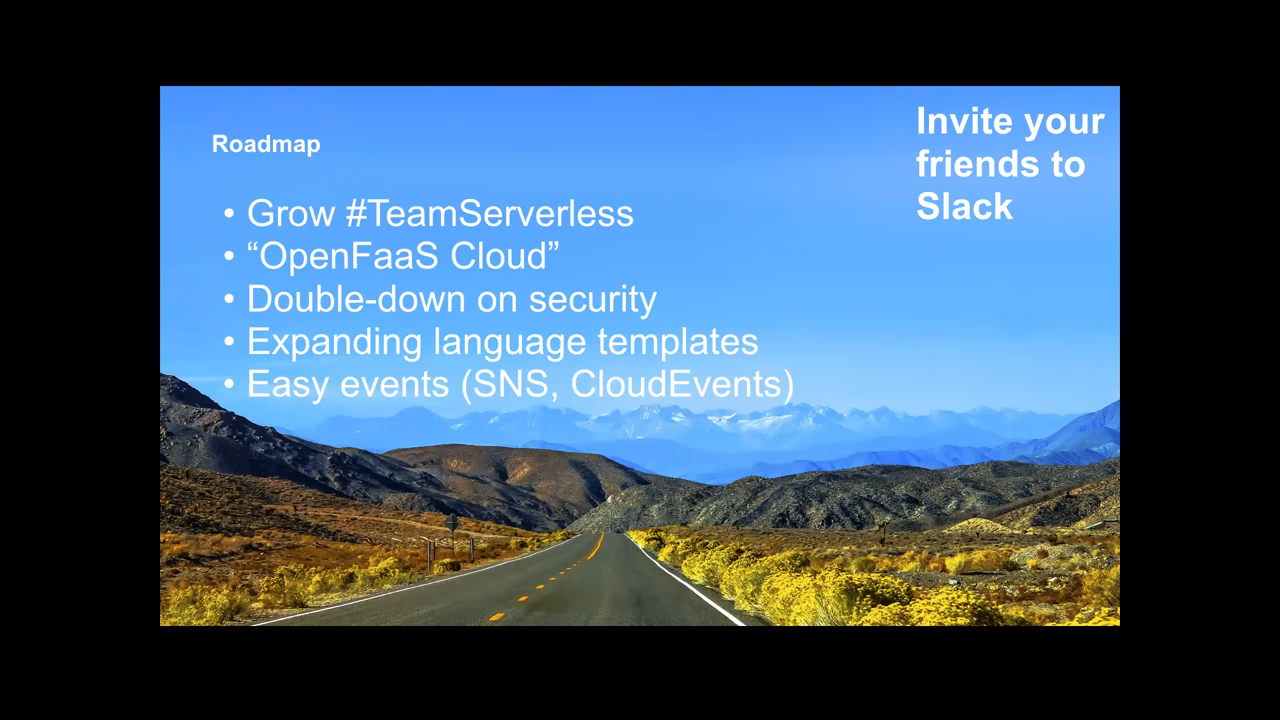 Roadmap
• Grow #TeamServerless
• “OpenFaaS Cloud”
• Double-down on security
• Expanding language templates
• Easy events (SNS, CloudEvents)
Invite your
friends to
Slack